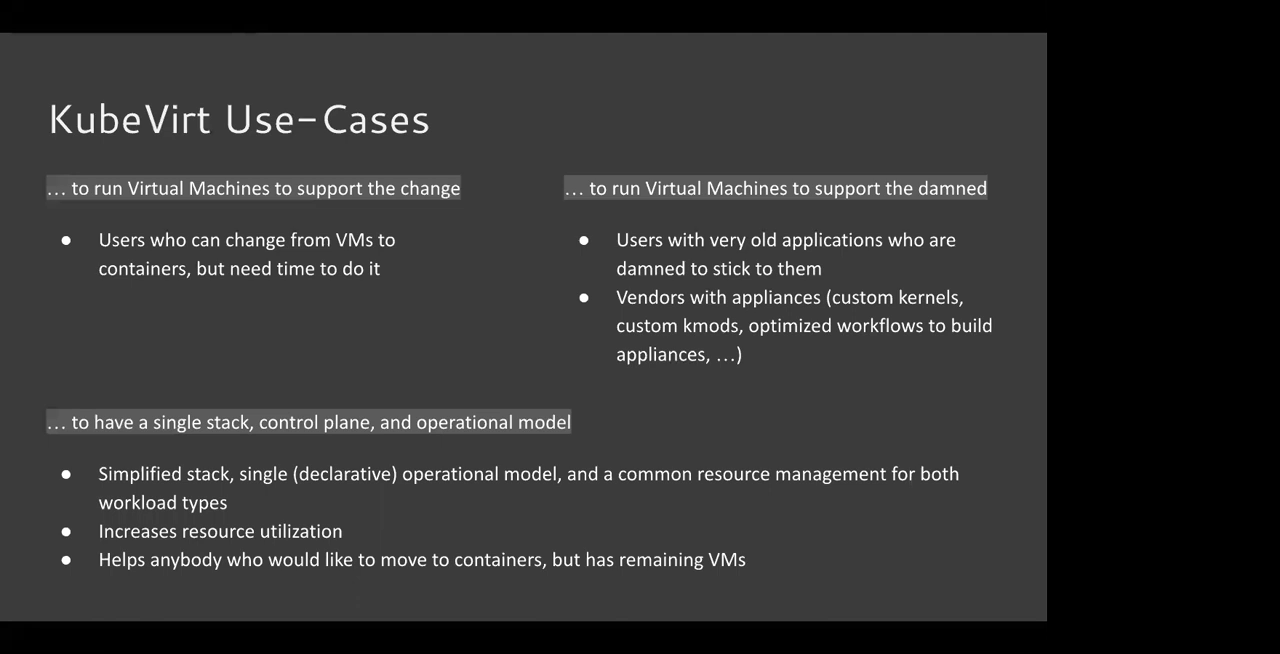 KubeVirt Use-Cases
… to run Virtual Machines to support the change
● Users who can change from VMs to
containers, but need time to do it
… to run Virtual Machines to support the damned
● Users with very old applications who are
damned to stick to them
● Vendors with appliances (custom kernels,
custom kmods, optimized workflows to build
appliances, …)
… to have a single stack, control plane, and operational model
● Simplified stack, single (declarative) operational model, and a common resource management for both
workload types
● Increases resource utilization
● Helps anybody who would like to move to containers, but has remaining VMs